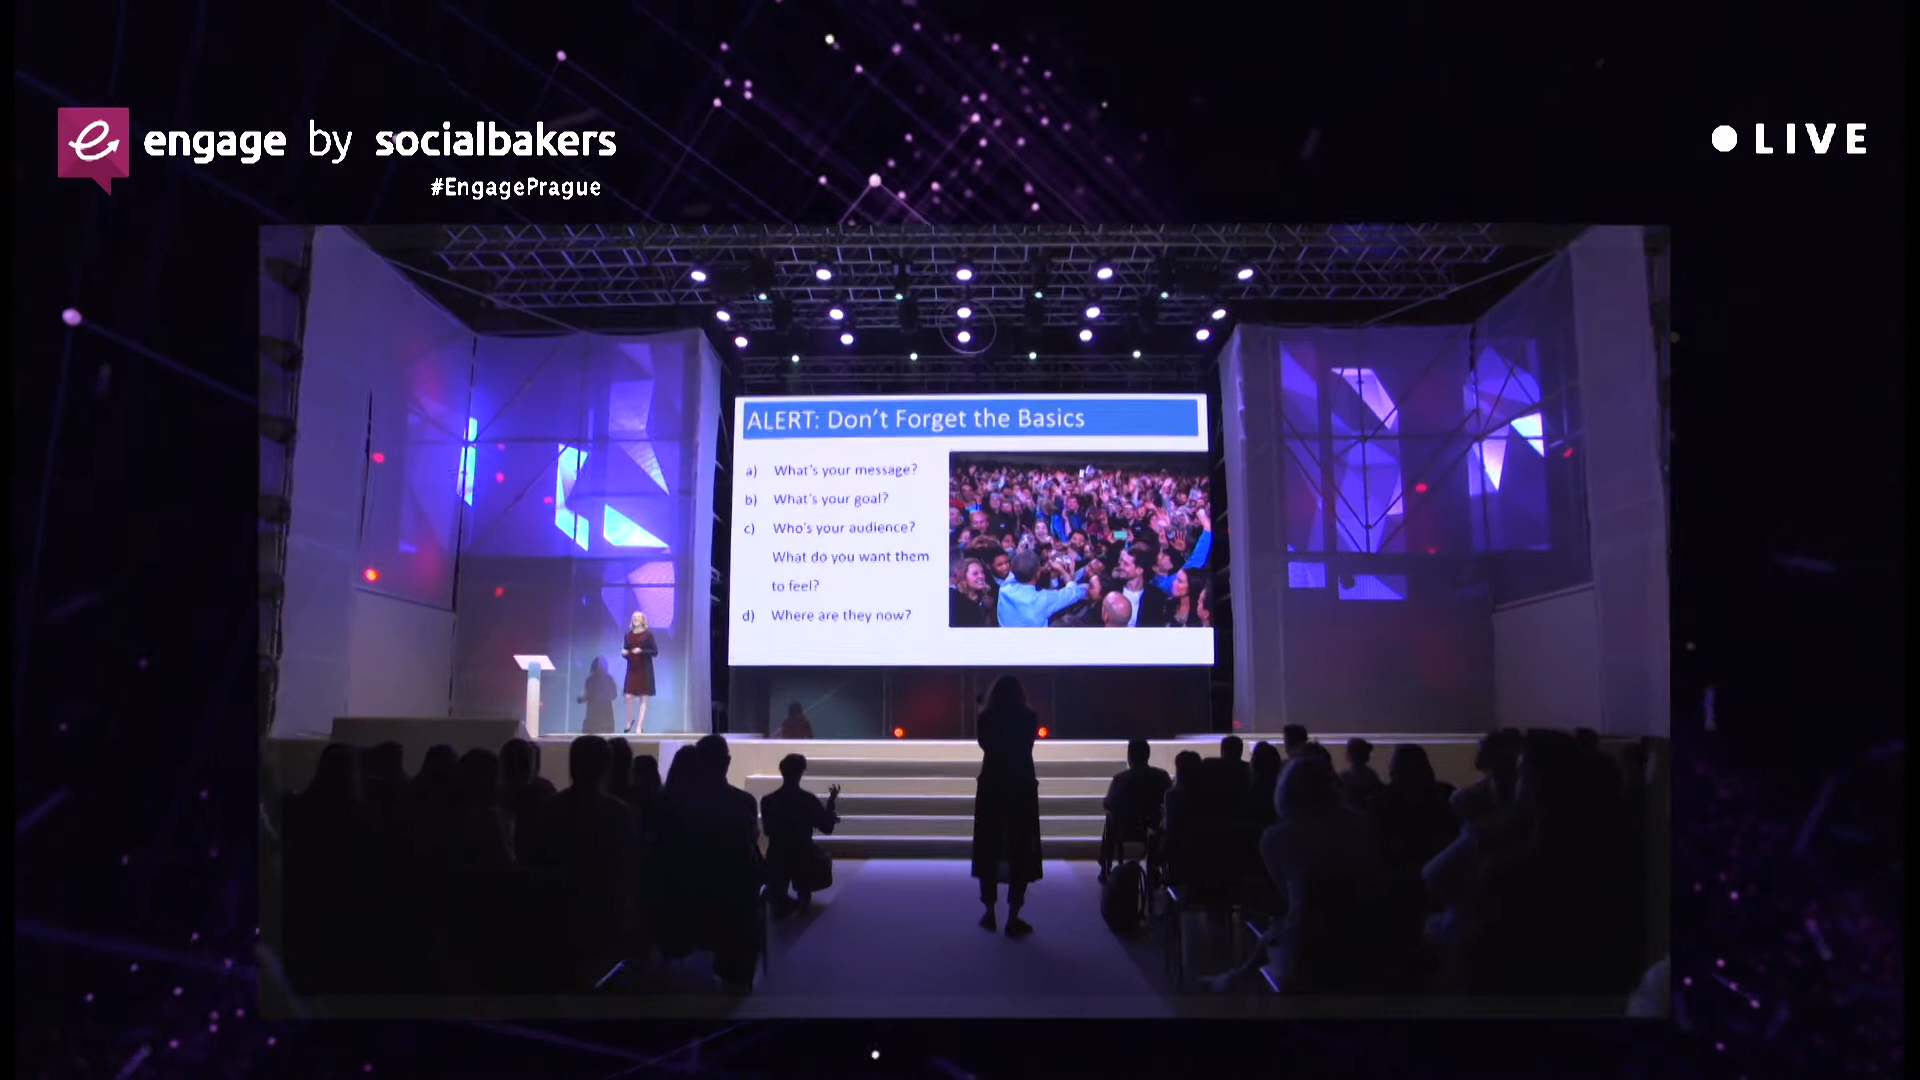 engage by socialbakers
#EngagePrague
LIVE
ALERT: Don't Forget the Basics
a) What's your message?
b) What's your goal?
c) Who's your audience?
What do you want them
to feel?
d) Where are they now?